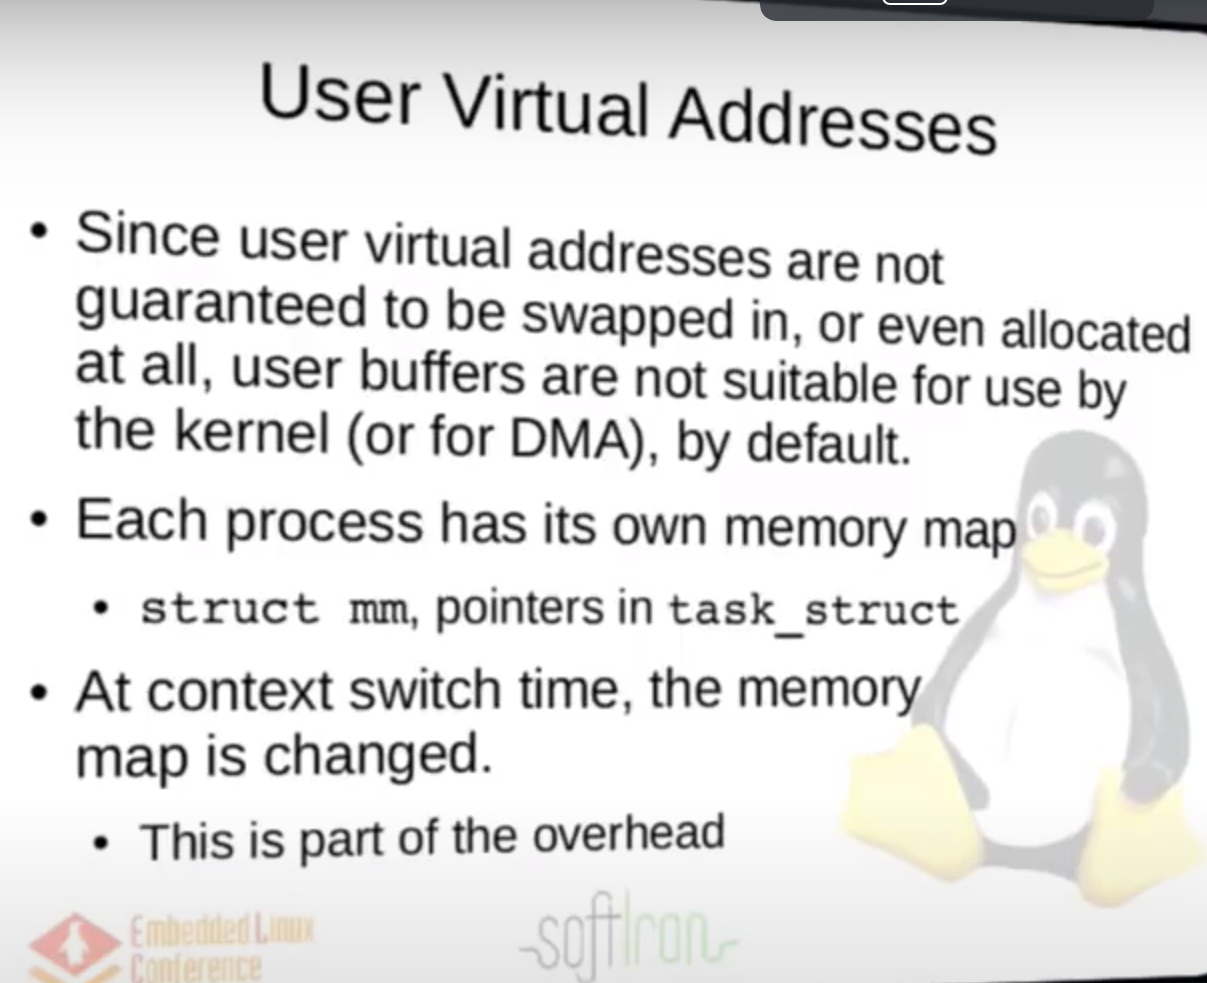 User Virtual Addresses
• Since user virtual addresses are not
guaranteed to be swapped in, or even allocated
at all, user buffers are not suitable for use by
the kernel (or for DMA), by default.
• Each process has its own memory map
• struct mm, pointers in task_struct
• At context switch time, the memory
map is changed.
• This is part of the overhead
Embedded Linux
Conference
softIron